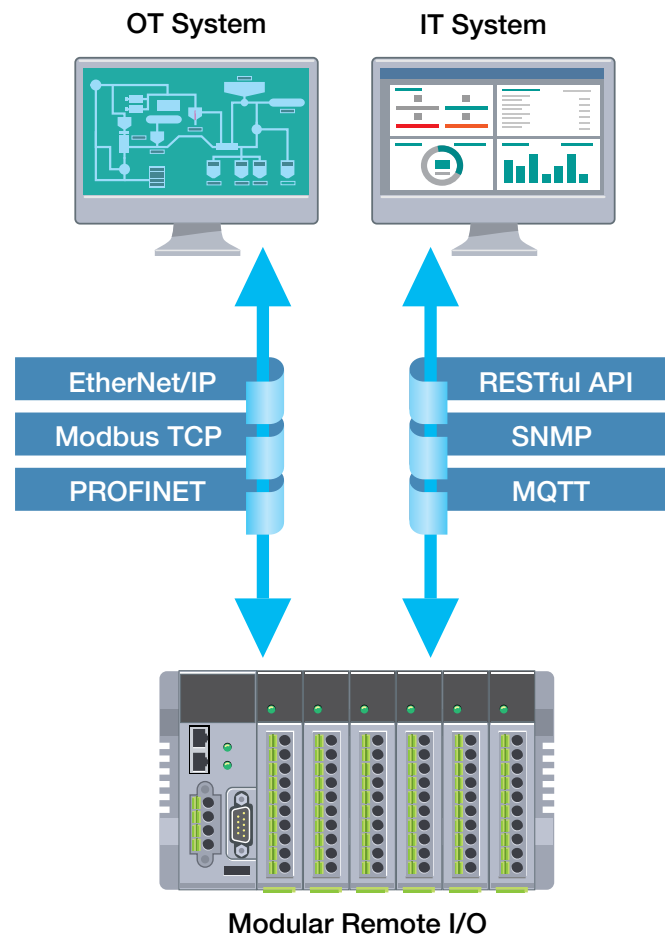 OT System
IT System
EtherNet/IP
Modbus TCP
PROFINET
RESTful API
SNMP
MQTT
Modular Remote I/O